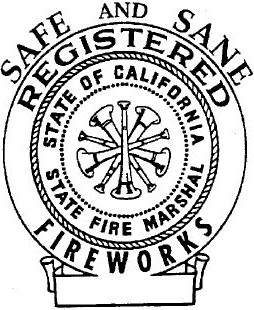 SAFE AND SANE
REGISTERED
STATE OF CALIFORNIA
STATE FIRE MARSHAL
FIREWORKS